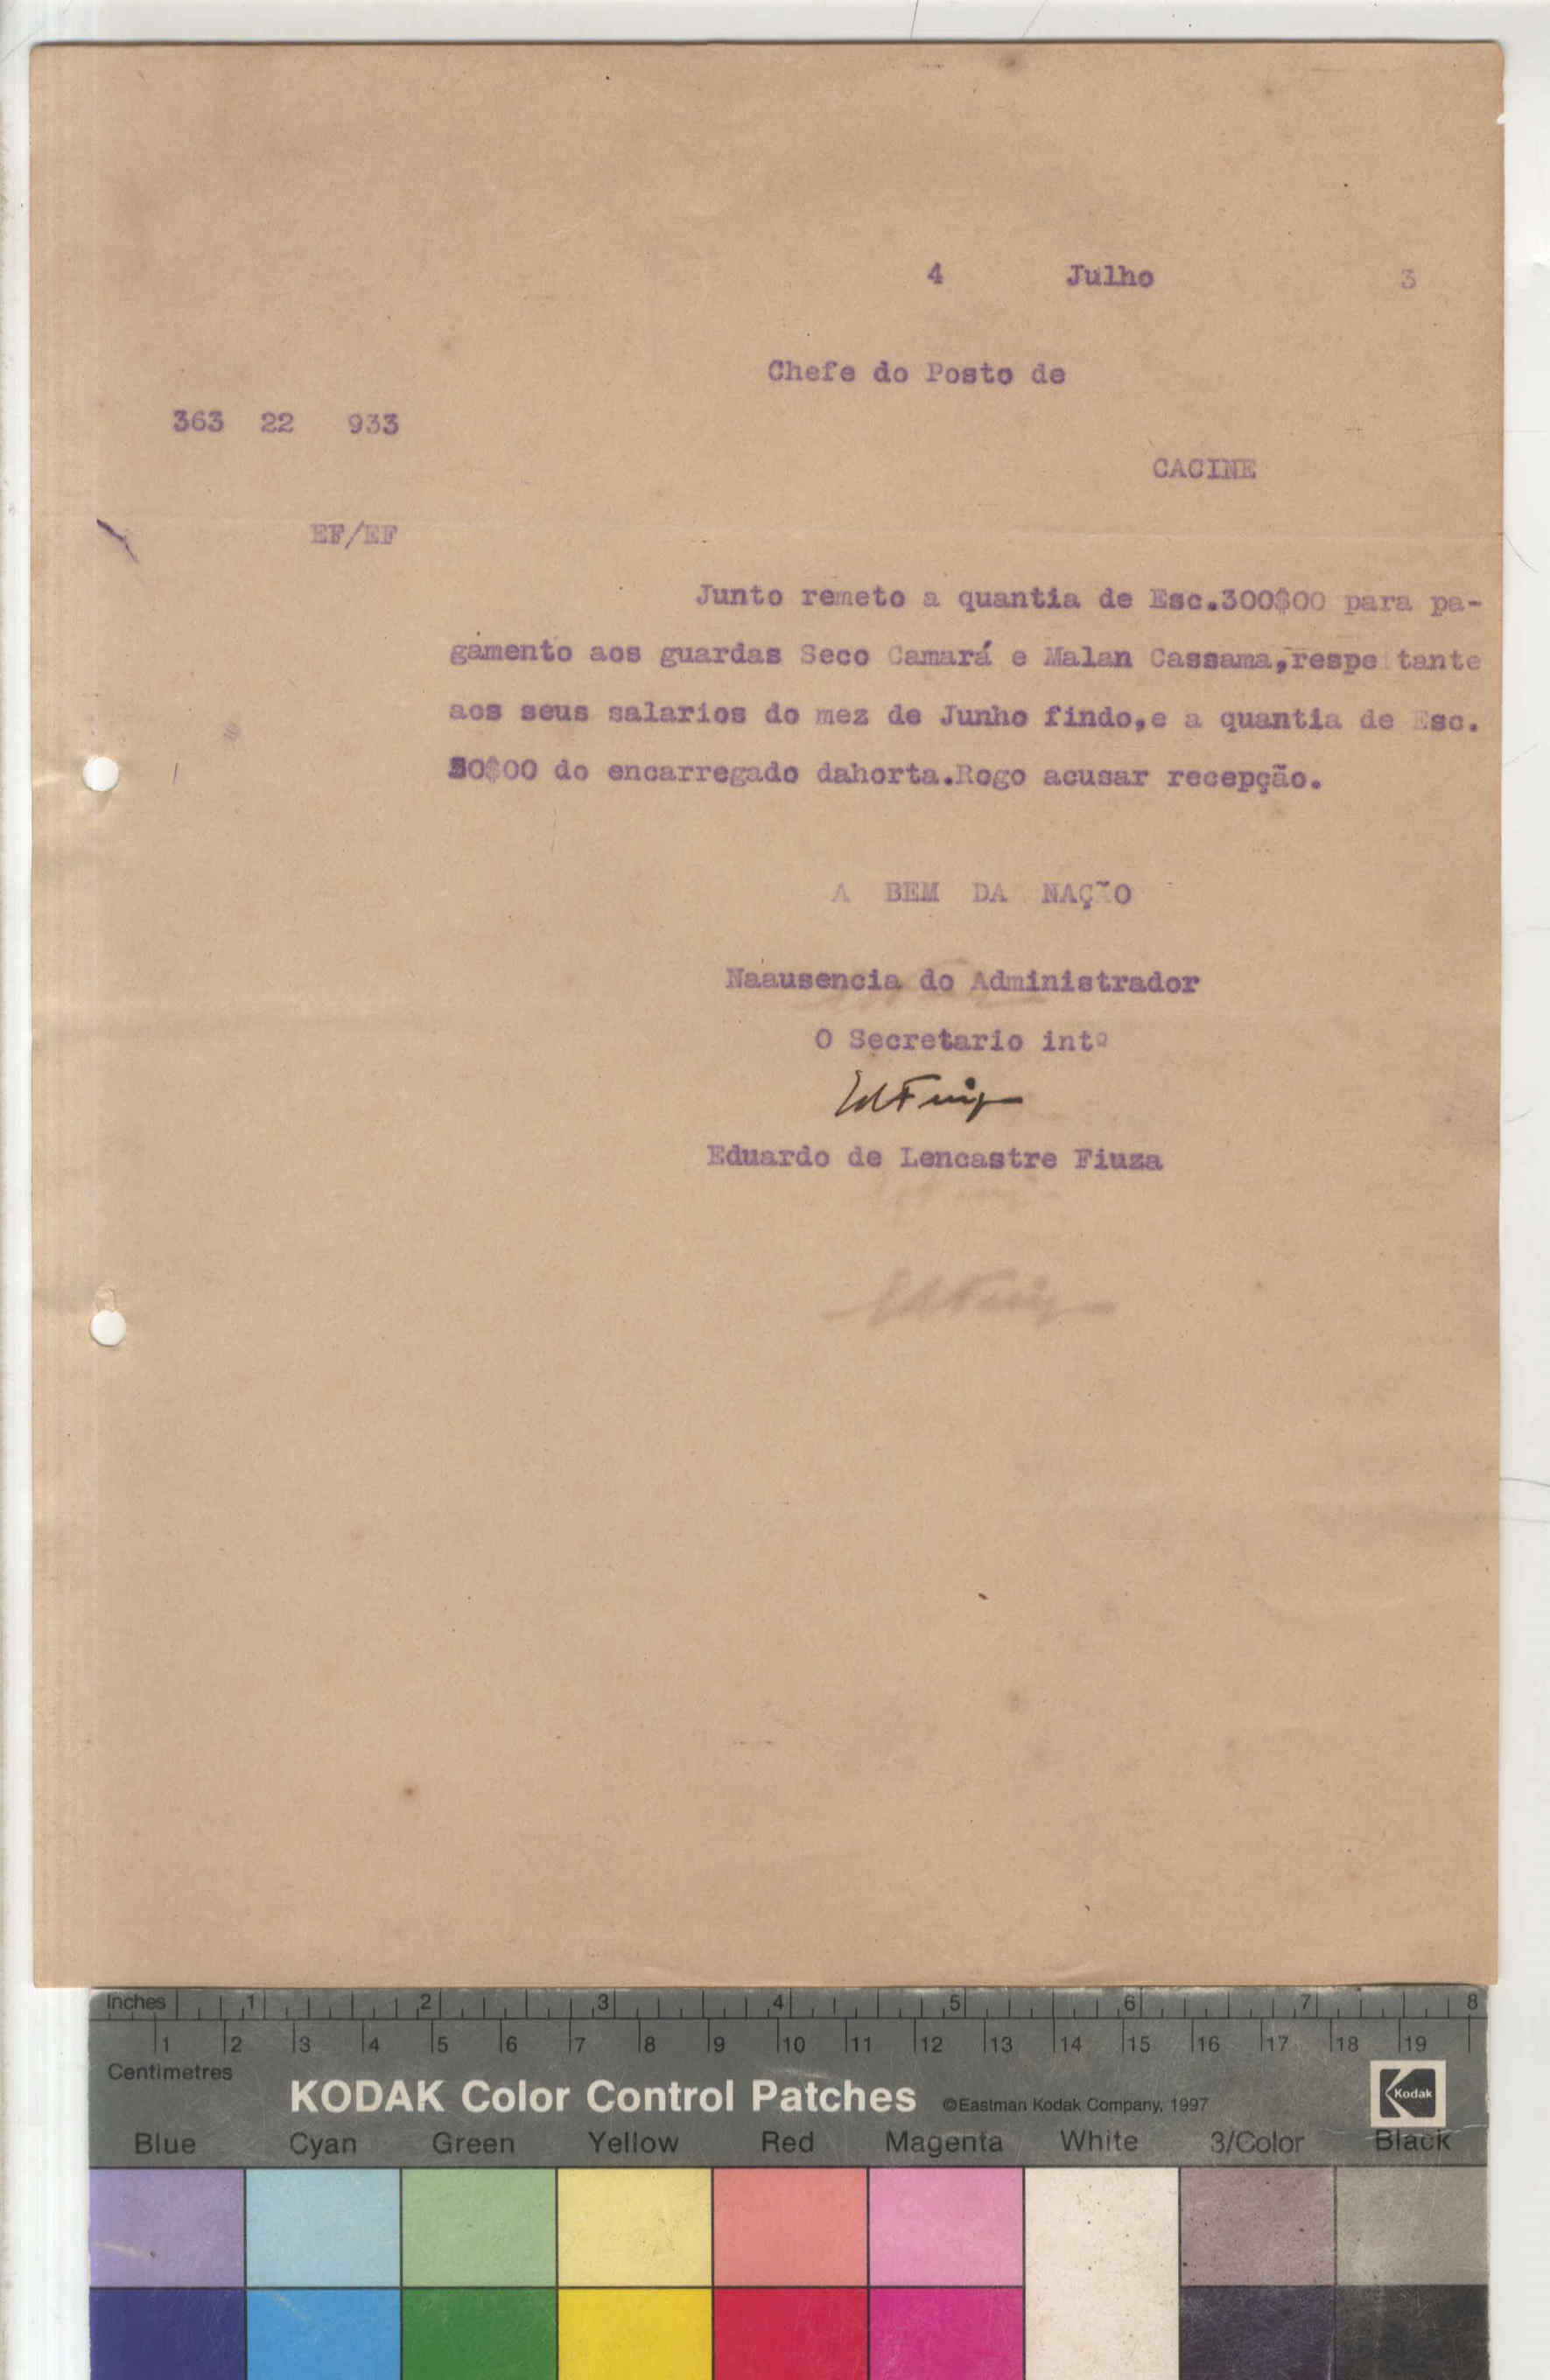 4 Julho 3
Chefe do Posto de
363 22 933
CACINE
EF/EF
Junto remeto a quantia de Esc.300$00 para pa-
gamento aos guardas Seco Camará e Malan Cassama,respeitante
aos seus salarios do mez de Junho findo,e a quantia de Esc.
$00 do encarregado dahorta.Rogo acusar recepção.
A BEM DA NAÇÃO
Naausencia do Administrador
O Secretario intº
Eduardo de Lencastre Fiuza
Inches 1 2 3 4 5 6 7 8
1 2 3 4 5 6 7 8 9 10 11 12 13 14 15 16 17 18 19
Centimetres
KODAK Color Control Patches ©Eastman Kodak Company, 1997 Kodak
Blue Cyan Green Yellow Red Magenta White 3/Color Black